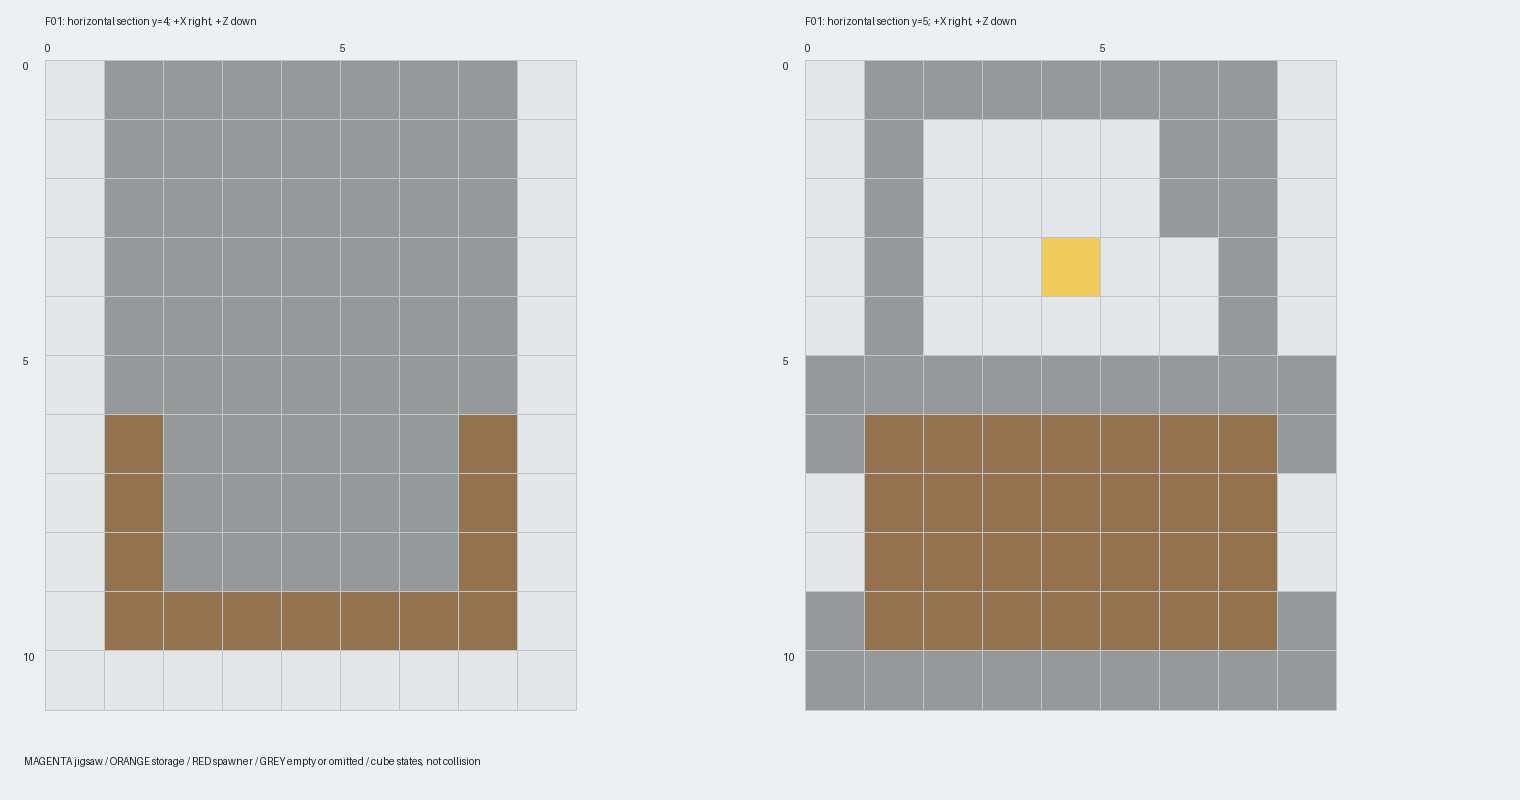 F01: horizontal section y=4; +X right, +Z down
F01: horizontal section y=5; +X right, +Z down
0 5
0 5
0
0
5
5
10
10
MAGENTA jigsaw / ORANGE storage / RED spawner / GREY empty or omitted / cube states, not collision